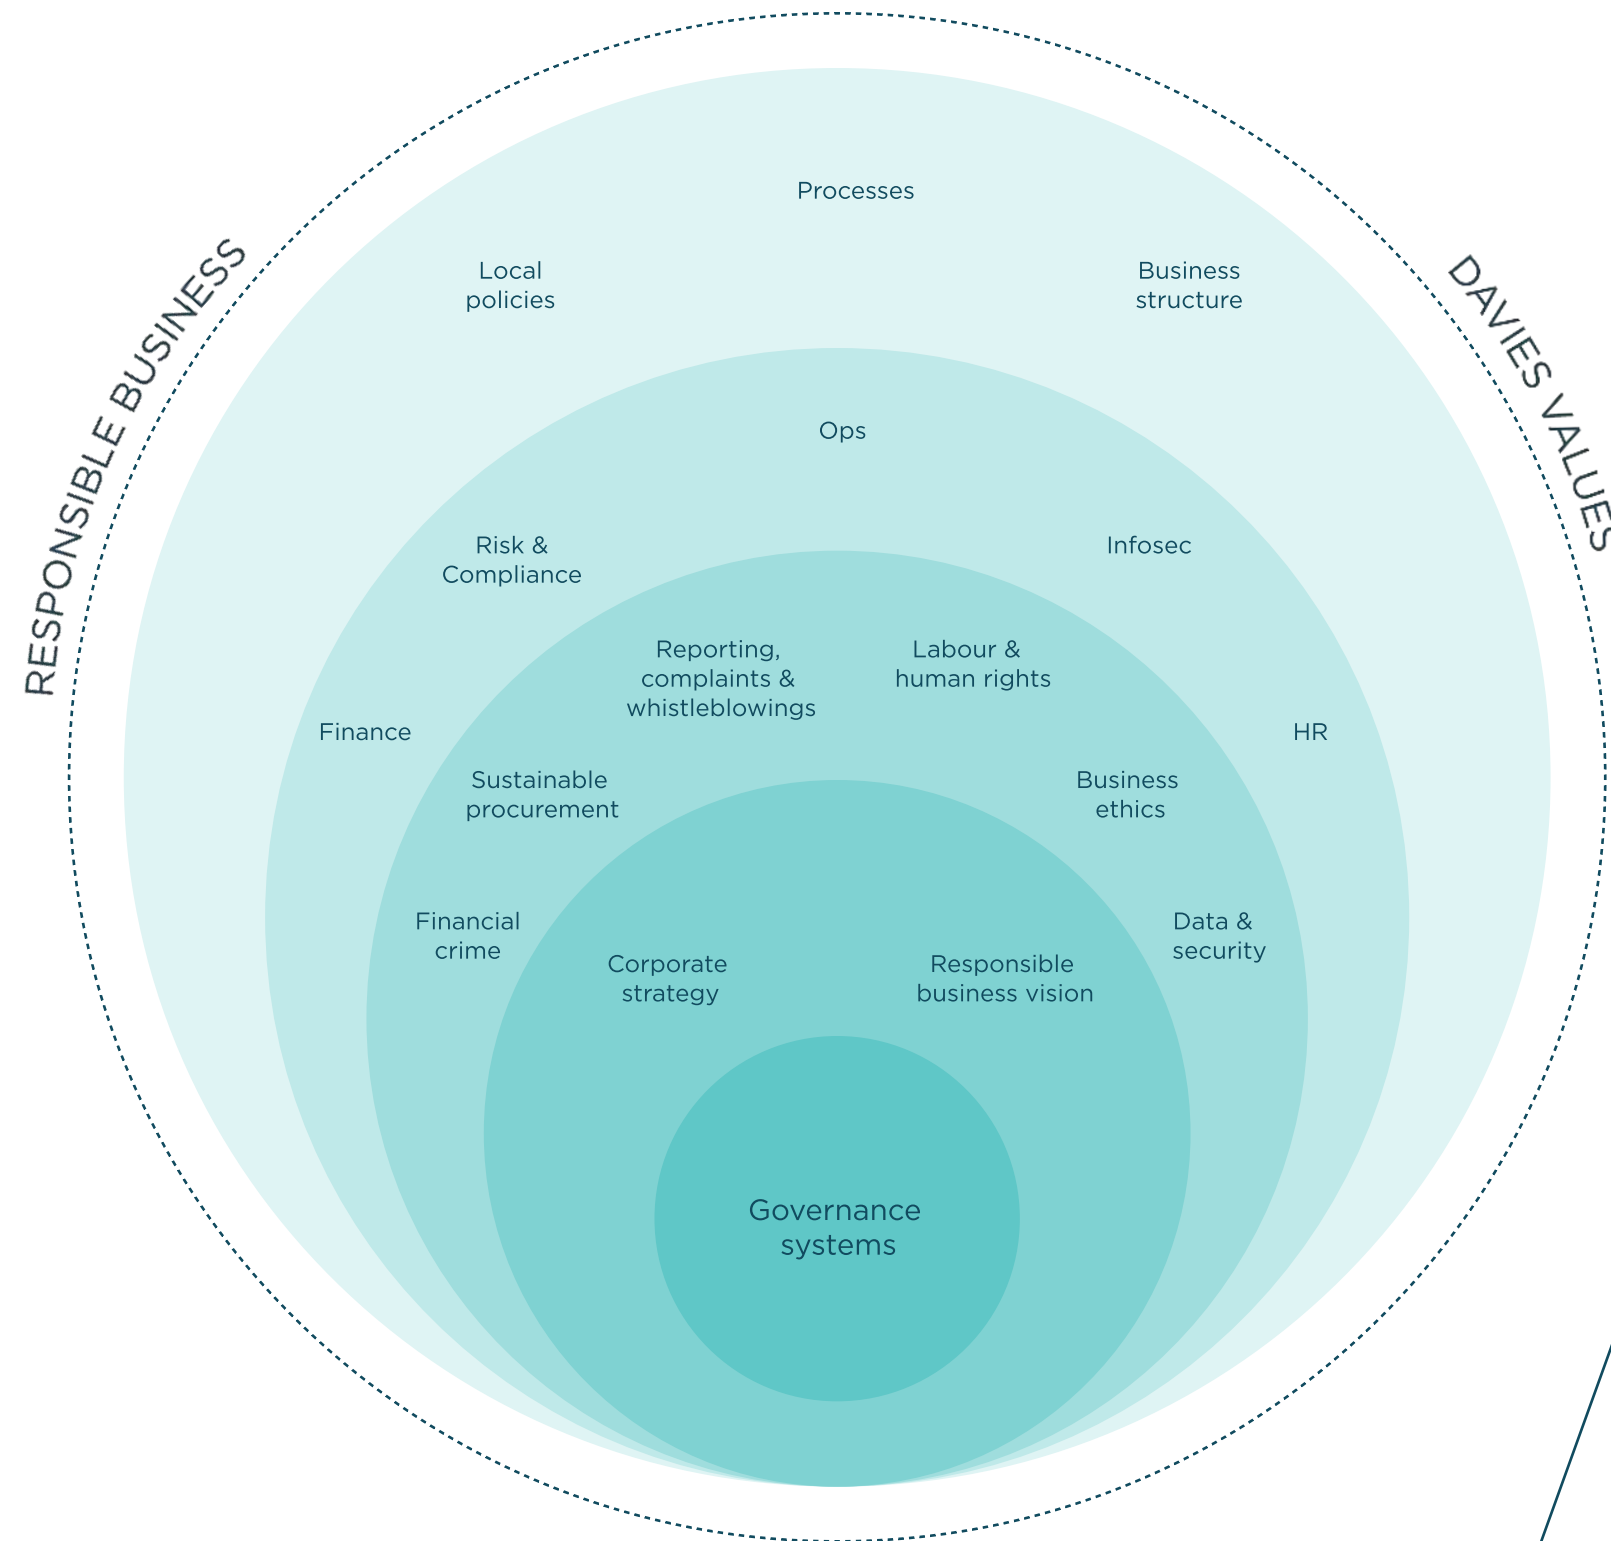 RESPONSIBLE BUSINESS
DAVIES VALUES
Processes
Local
policies
Business
structure
Ops
Risk &
Compliance
Infosec
Reporting,
complaints &
whistleblowings
Labour &
human rights
Finance
HR
Sustainable
procurement
Business
ethics
Financial
crime
Data &
security
Corporate
strategy
Responsible
business vision
Governance
systems